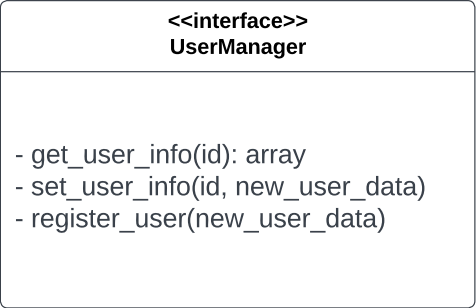 <<interface>>
UserManager
- get_user_info(id): array
- set_user_info(id, new_user_data)
- register_user(new_user_data)